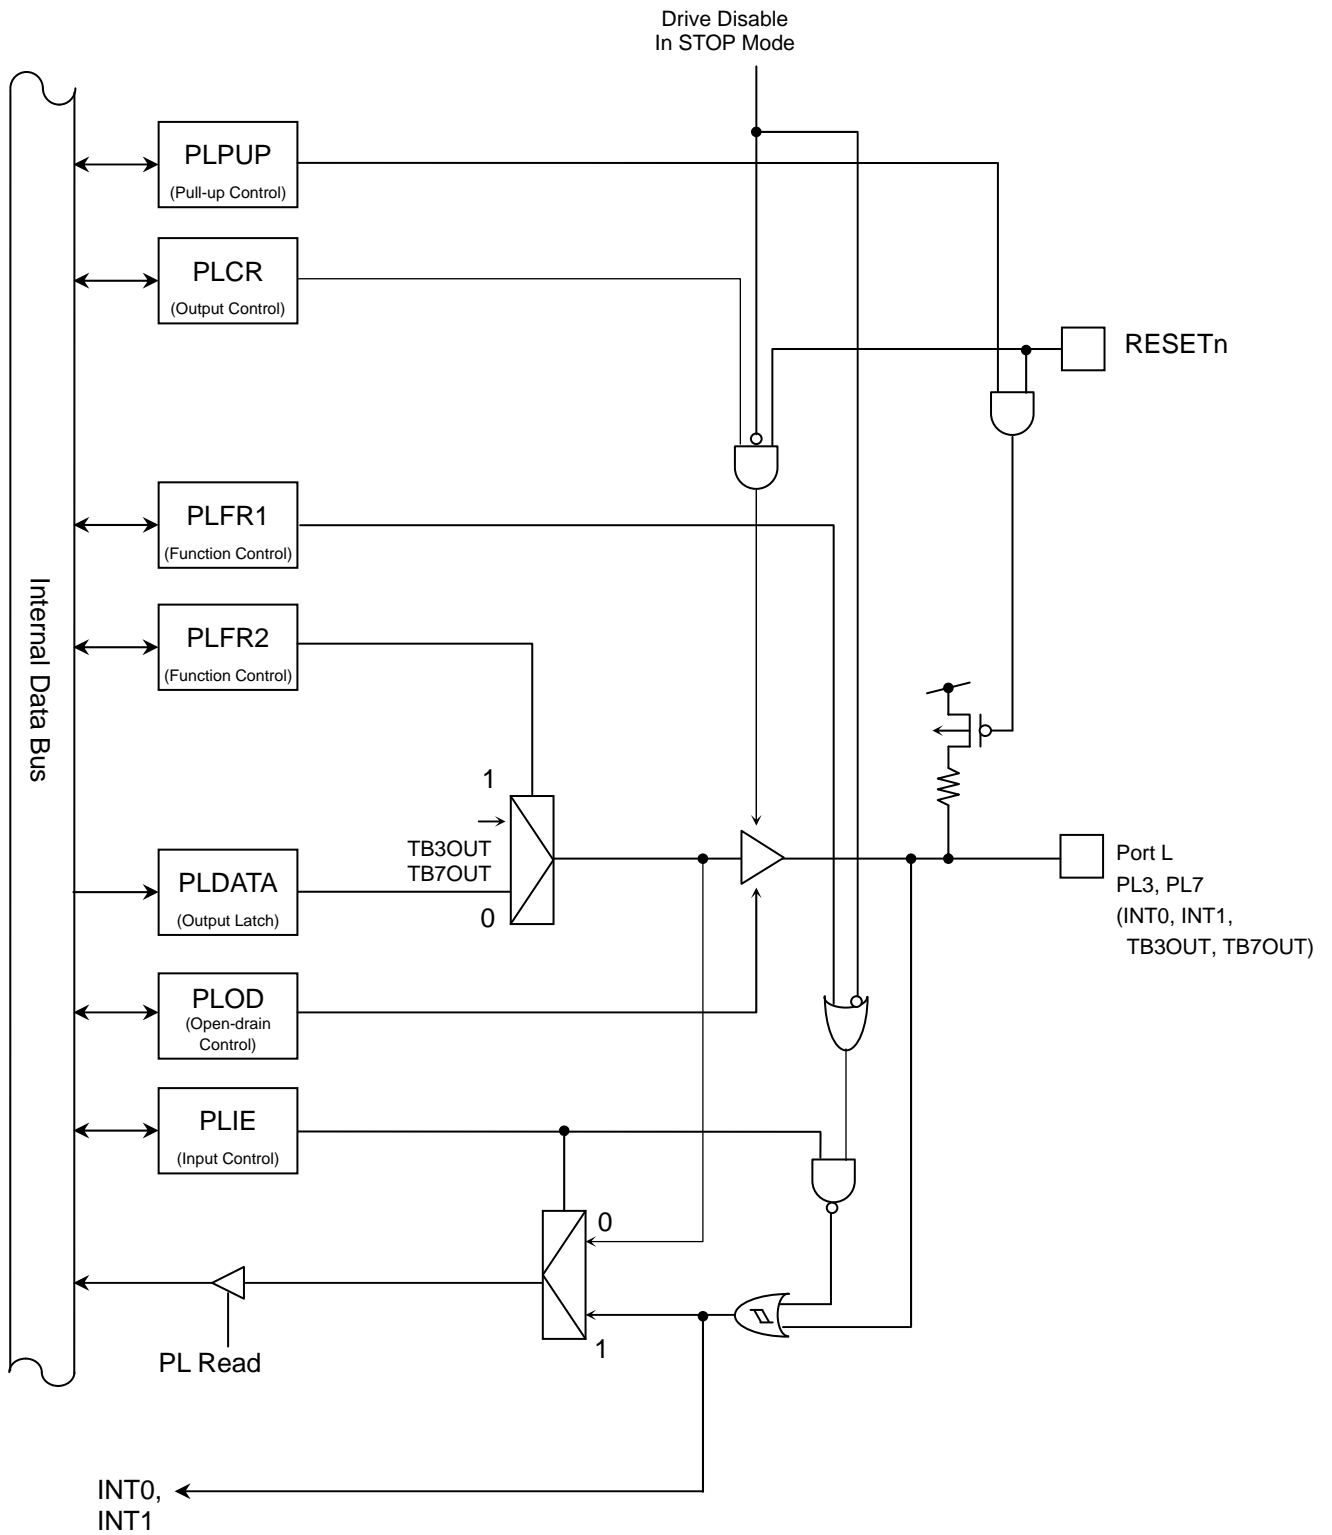 Drive Disable
In STOP Mode
PLPUP
(Pull-up Control)
PLCR
(Output Control)
RESETn
PLFR1
(Function Control)
Internal Data Bus
PLFR2
(Function Control)
1
TB3OUT
TB7OUT
0
PLDATA
(Output Latch)
Port L
PL3, PL7
(INT0, INT1,
TB3OUT, TB7OUT)
PLOD
(Open-drain
Control)
PLIE
(Input Control)
0
1
PL Read
INT0,
INT1